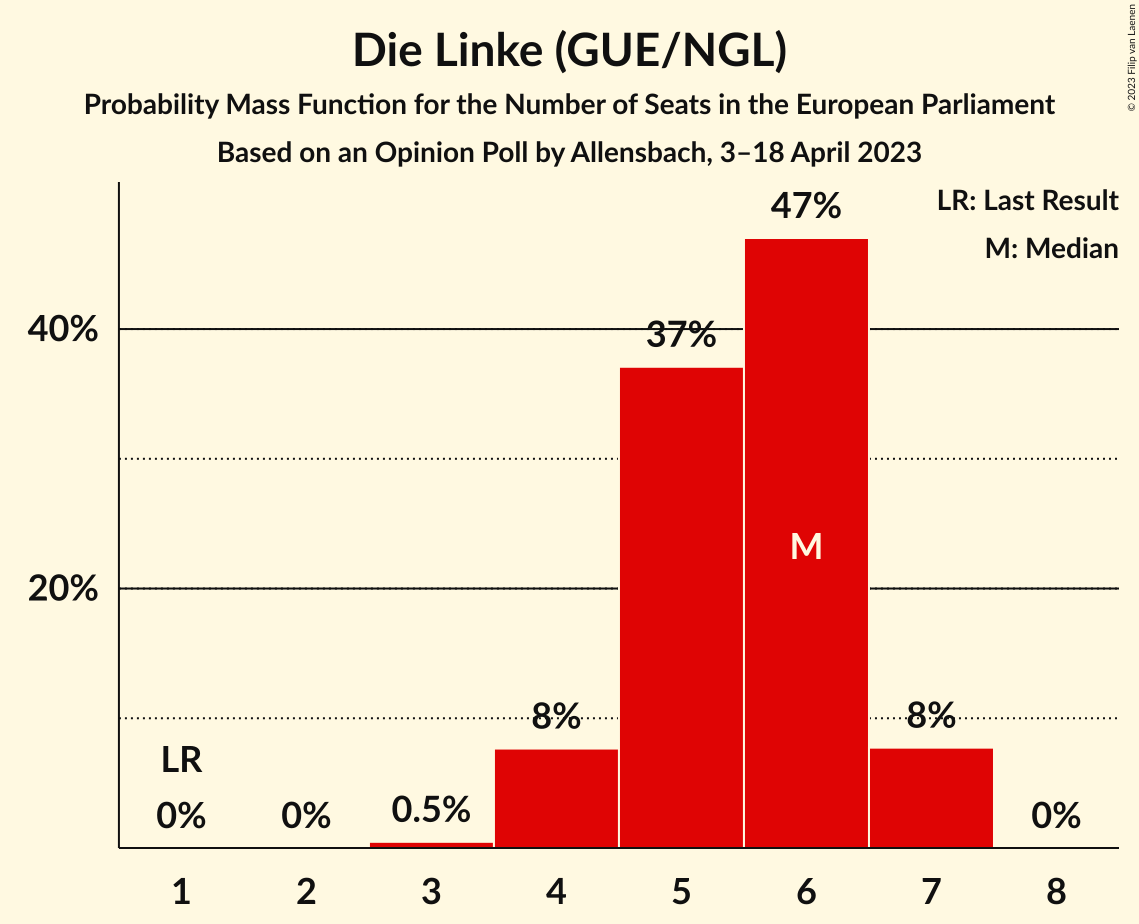 Die Linke (GUE/NGL)
Probability Mass Function for the Number of Seats in the European Parliament
Based on an Opinion Poll by Allensbach, 3–18 April 2023
© 2023 Filip van Laenen
LR: Last Result
M: Median
47%
40%
37%
M
20%
8%
8%
LR
0%
0%
0.5%
0%
1 2 3 4 5 6 7 8